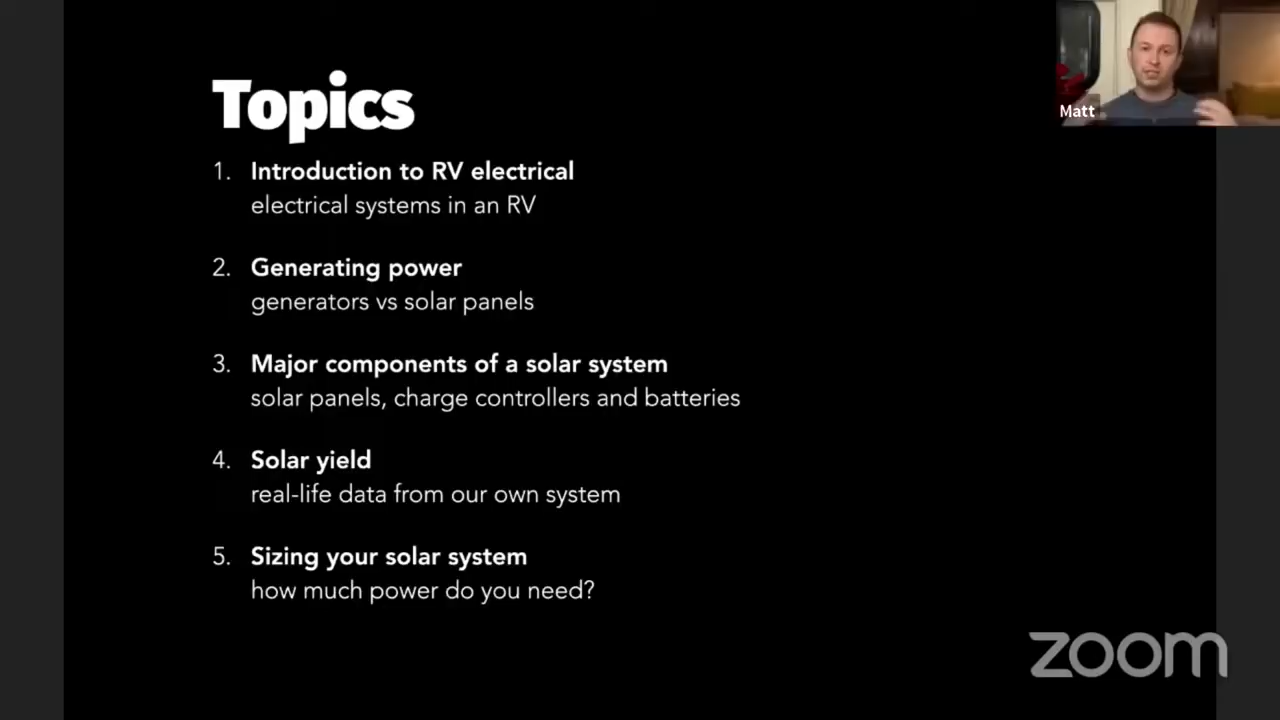 Topics
1. Introduction to RV electrical
electrical systems in an RV
2. Generating power
generators vs solar panels
3. Major components of a solar system
solar panels, charge controllers and batteries
4. Solar yield
real-life data from our own system
5. Sizing your solar system
how much power do you need?
Matt
zoom